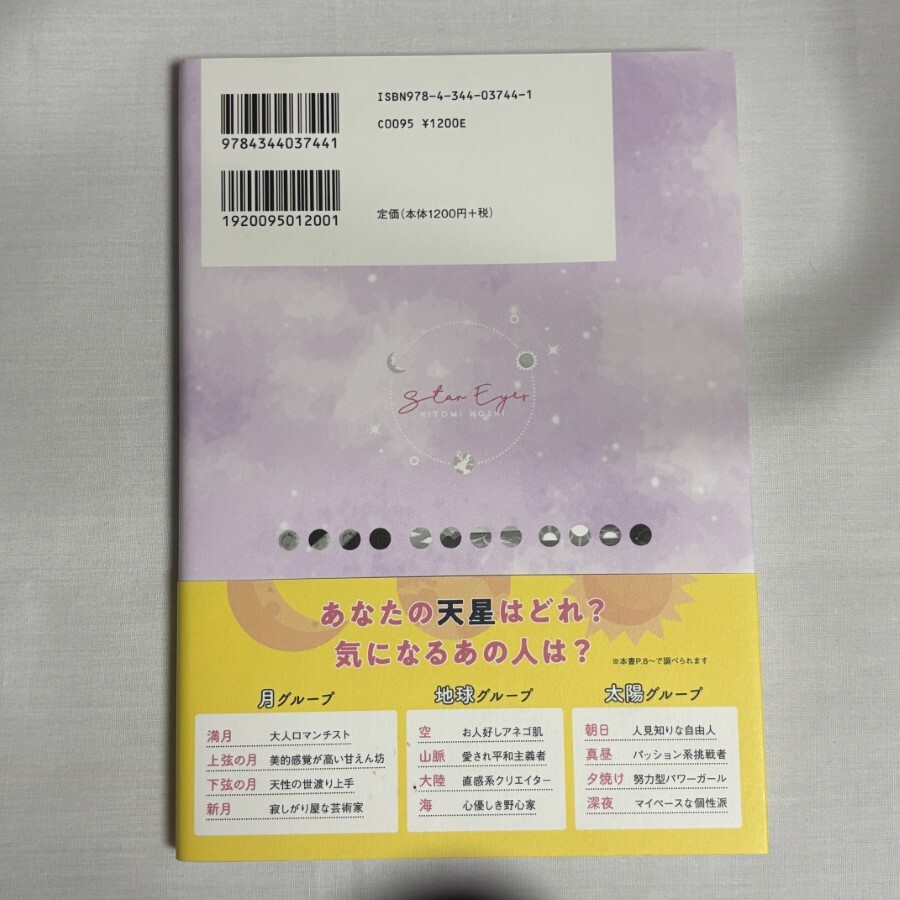 ISBN978-4-344-03744-1
C0095 ¥1200E
9784344037441
1920095012001
定価(本体1200円+税)
Star Eyes
HITOMI HOSHI
あなたの天星はどれ?
気になるあの人は?
※本書P.8〜で調べられます
月グループ
満月 大人ロマンチスト
上弦の月 美的感覚が高い甘えん坊
下弦の月 天性の世渡り上手
新月 寂しがり屋な芸術家
地球グループ
空 お人好しアネゴ肌
山脈 愛され平和主義者
大陸 直感系クリエイター
海 心優しき野心家
太陽グループ
朝日 人見知りな自由人
真昼 パッション系挑戦者
夕焼け 努力型パワーガール
深夜 マイペースな個性派